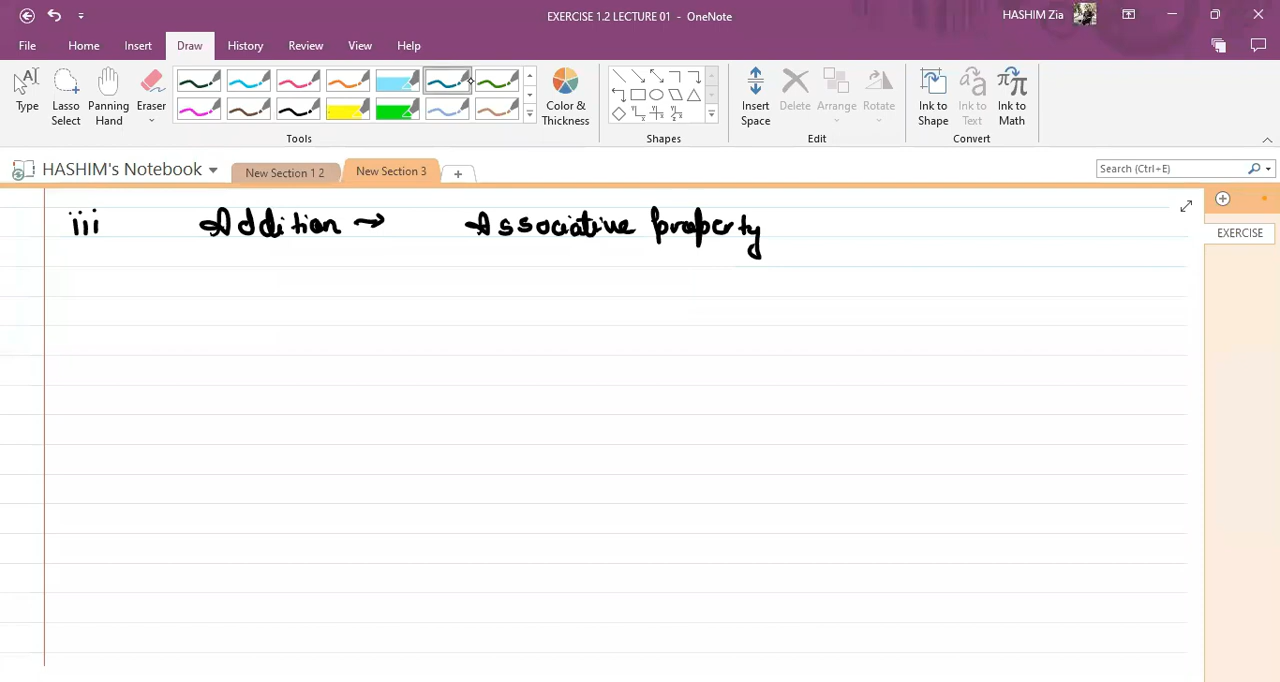 EXERCISE 1.2 LECTURE 01 - OneNote
HASHIM Zia
File Home Insert Draw History Review View Help
Type
Lasso Select
Panning Hand
Eraser
Color & Thickness
Insert Space
Delete
Arrange
Rotate
Ink to Shape
Ink to Text
Ink to Math
Tools
Shapes
Edit
Convert
HASHIM's Notebook
New Section 1 2
New Section 3
Search (Ctrl+E)
iii Addition → Associative property
EXERCISE